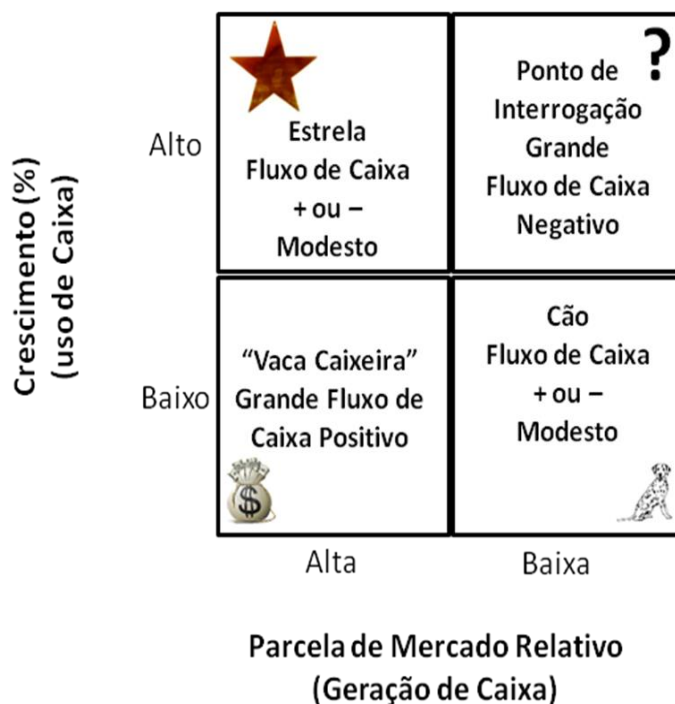 Crescimento (%)
(uso de Caixa)
Alto
Estrela
Fluxo de Caixa
+ ou –
Modesto
?
Ponto de
Interrogação
Grande
Fluxo de Caixa
Negativo
Baixo
“Vaca Caixeira”
Grande Fluxo de
Caixa Positivo
$
Cão
Fluxo de Caixa
+ ou –
Modesto
Alta
Baixa
Parcela de Mercado Relativo
(Geração de Caixa)